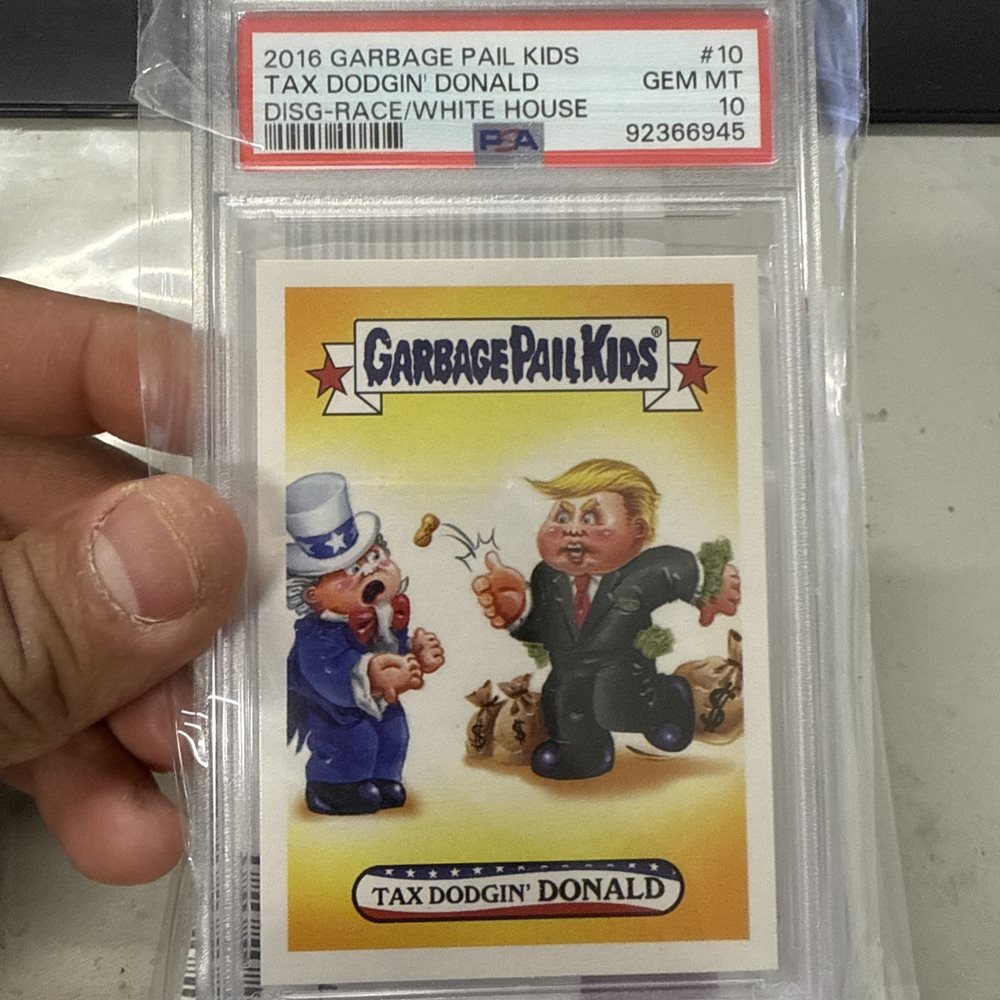 2016 GARBAGE PAIL KIDS #10
TAX DODGIN' DONALD GEM MT
DISG-RACE/WHITE HOUSE 10
PSA 92366945
GARBAGE PAIL KIDS®
$ $ $
TAX DODGIN' DONALD